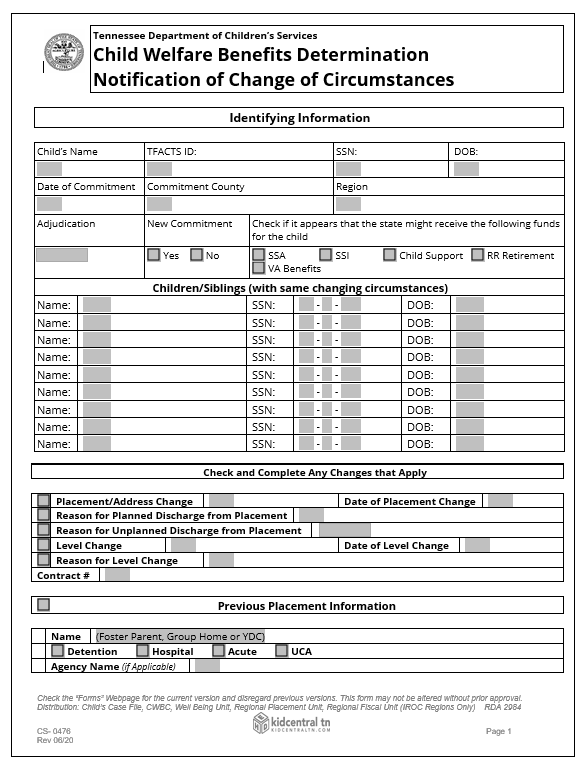 Tennessee Department of Children's Services
Child Welfare Benefits Determination
Notification of Change of Circumstances
Identifying Information
Child's Name TFACTS ID: SSN: DOB:
Date of Commitment Commitment County Region
Adjudication New Commitment Check if it appears that the state might receive the following funds
for the child
Yes No SSA SSI Child Support RR Retirement
VA Benefits
Children/Siblings (with same changing circumstances)
Name: SSN: - - DOB:
Name: SSN: - - DOB:
Name: SSN: - - DOB:
Name: SSN: - - DOB:
Name: SSN: - - DOB:
Name: SSN: - - DOB:
Name: SSN: - - DOB:
Name: SSN: - - DOB:
Name: SSN: - - DOB:
Check and Complete Any Changes that Apply
Placement/Address Change Date of Placement Change
Reason for Planned Discharge from Placement
Reason for Unplanned Discharge from Placement
Level Change Date of Level Change
Reason for Level Change
Contract #
Previous Placement Information
Name (Foster Parent, Group Home or YDC)
Detention Hospital Acute UCA
Agency Name (if Applicable)
Check the "Forms" Webpage for the current version and disregard previous versions. This form may not be altered without prior approval.
Distribution: Child's Case File, CWBC, Well Being Unit, Regional Placement Unit, Regional Fiscal Unit (IROC Regions Only) RDA 2984
kidcentral tn
KIDCENTRALTN.COM
CS- 0476 Page 1
Rev 06/20